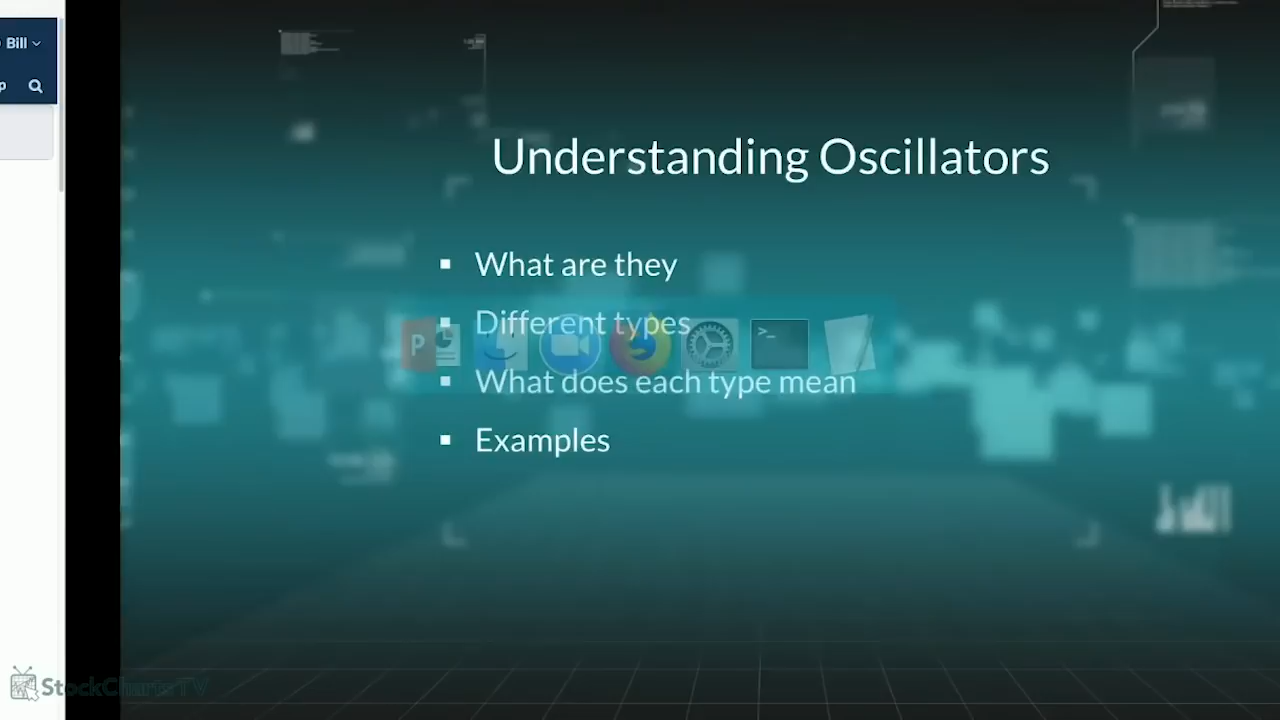 Bill
p
Understanding Oscillators
What are they
Different types
What does each type mean
Examples
P
>_
StockChartsTV